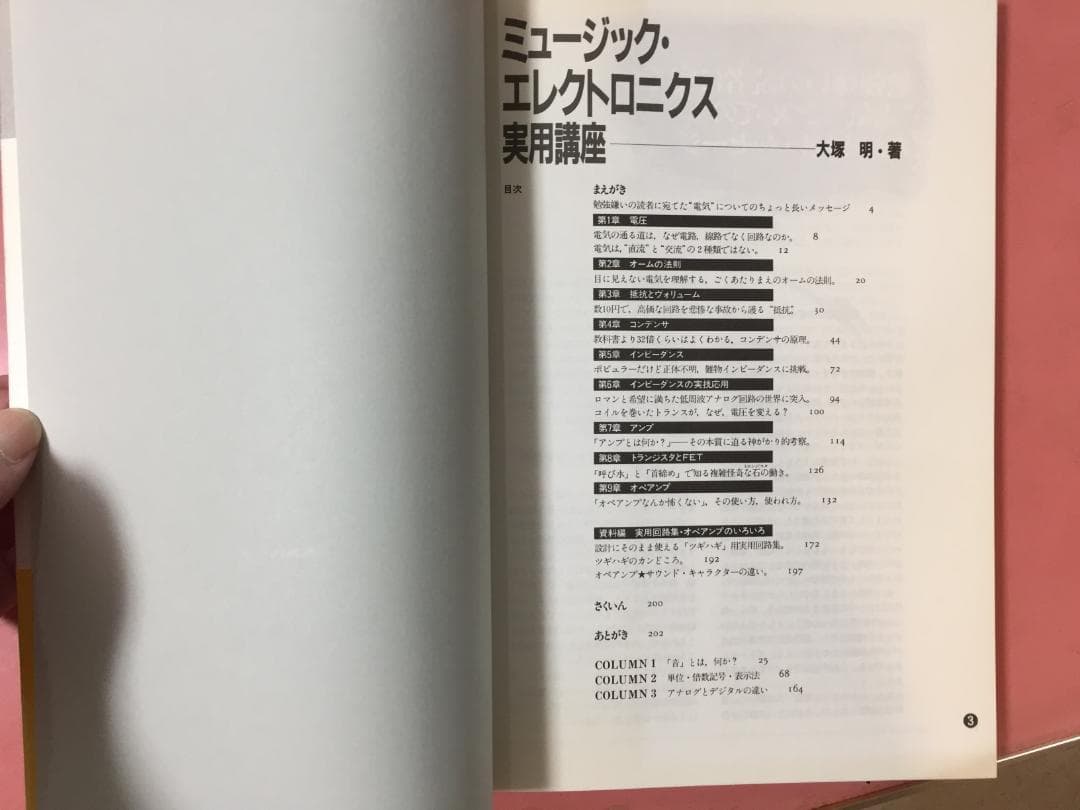 ミュージック・
エレクトロニクス
実用講座
大塚 明・著
目次
まえがき
勉強嫌いの読者に宛てた“電気”についてのちょっと長いメッセージ 4
第1章 電圧
電気の通る道は、なぜ電路，線路でなく回路なのか。 8
電気は，“直流”と“交流”の2種類ではない。 12
第2章 オームの法則
目に見えない電気を理解する，ごくあたりまえのオームの法則。 20
第3章 抵抗とヴォリューム
数10円で，高価な回路を悲惨な事故から護る“抵抗” 30
第4章 コンデンサ
教科書より32倍くらいはよくわかる，コンデンサの原理。 44
第5章 インピーダンス
ポピュラーだけど正体不明，難物インピーダンスに挑戦。 72
第6章 インピーダンスの実技応用
ロマンと希望に満ちた低周波アナログ回路の世界に突入。 94
コイルを巻いたトランスが，なぜ，電圧を変える？ 100
第7章 アンプ
「アンプとは何か？」——その本質に迫る神がかり的考察。 114
第8章 トランジスタとFET
「呼び水」と「首締め」で知る複雑怪奇な石の働き。 126
第9章 オペアンプ
「オペアンプなんか怖くない」，その使い方，使われ方。 132
資料編 実用回路集・オペアンプのいろいろ
設計にそのまま使える「ツギハギ」用実用回路集。 172
ツギハギのカンどころ。 192
オペアンプ★サウンド・キャラクターの違い。 197
さくいん 200
あとがき 202
COLUMN 1 「音」とは，何か？ 25
COLUMN 2 単位・倍数記号・表示法 68
COLUMN 3 アナログとデジタルの違い 164
3